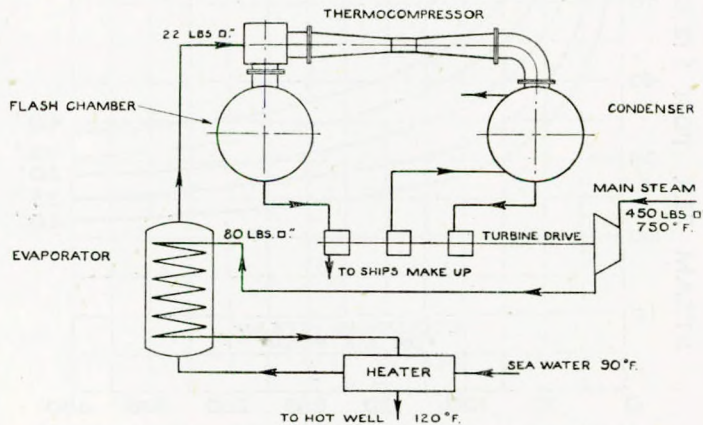 THERMOCOMPRESSOR
22 LBS □."
FLASH CHAMBER
CONDENSER
MAIN STEAM
450 LBS □"
750°F.
80 LBS. □."
TURBINE DRIVE
EVAPORATOR
TO SHIPS MAKE UP
SEA WATER 90°F.
HEATER
TO HOT WELL 120°F.